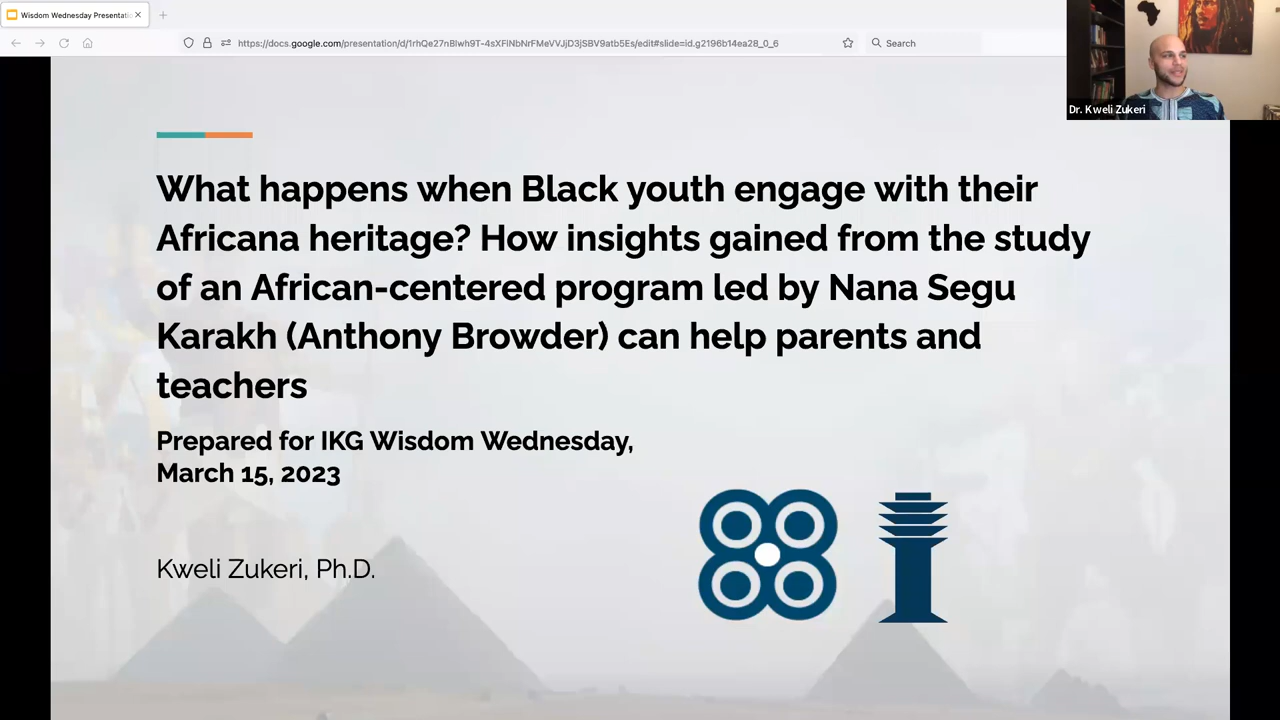 Wisdom Wednesday Presentatio
https://docs.google.com/presentation/d/1rhQe27nBlwh9T-4sXFlNbNrFMeVVJjD3jSBV9atb5Es/edit#slide=id.g2196b14ea28_0_6
Search
Dr. Kweli Zukeri
What happens when Black youth engage with their
Africana heritage? How insights gained from the study
of an African-centered program led by Nana Segu
Karakh (Anthony Browder) can help parents and
teachers
Prepared for IKG Wisdom Wednesday,
March 15, 2023
Kweli Zukeri, Ph.D.